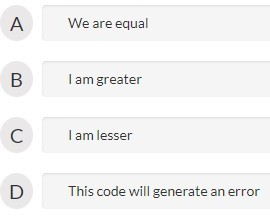 A We are equal
B I am greater
C I am lesser
D This code will generate an error